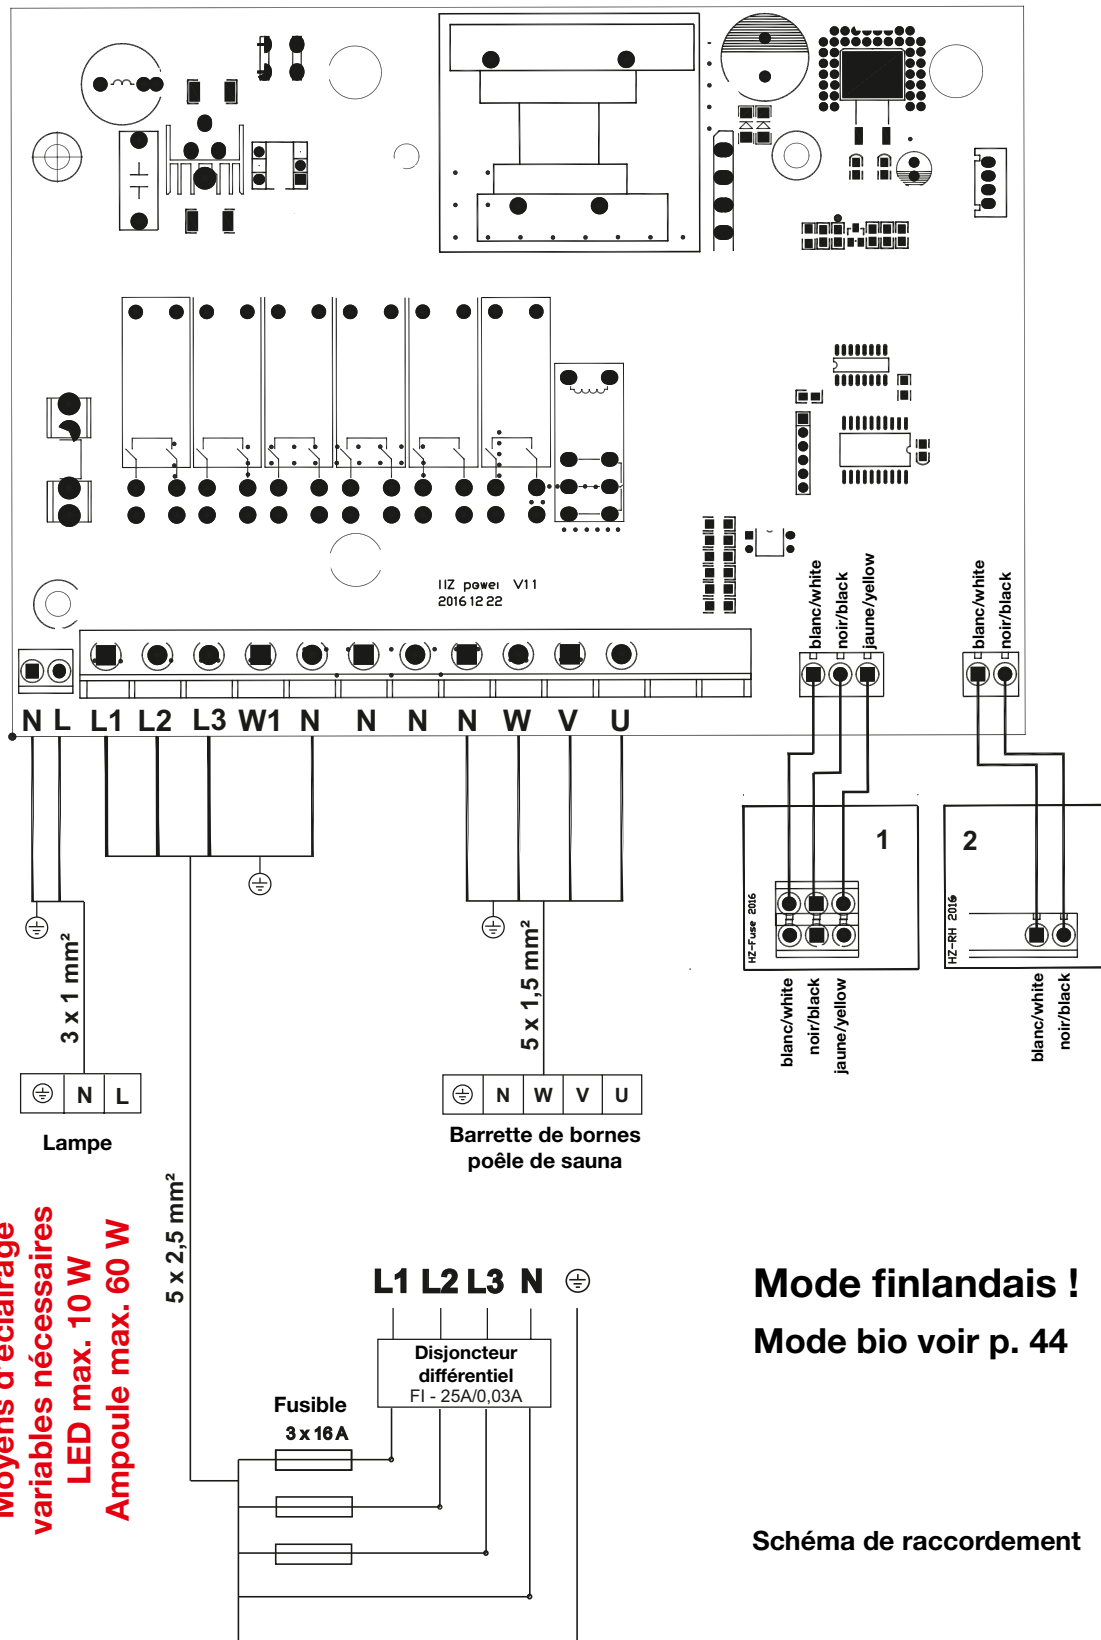 HZ power V11
2016 12 22
blanc/white
noir/black
jaune/yellow
blanc/white
noir/black
N L L1 L2 L3 W1 N N N N W V U
1
2
HZ-Fuse 2016
HZ-RH 2016
blanc/white
noir/black
jaune/yellow
blanc/white
noir/black
3 x 1 mm²
5 x 1,5 mm²
N L
Lampe
N W V U
Barrette de bornes
poêle de sauna
5 x 2,5 mm²
Moyens d'éclairage
variables nécessaires
LED max. 10 W
Ampoule max. 60 W
L1 L2 L3 N
Disjoncteur
différentiel
FI - 25A/0,03A
Fusible
3 x 16 A
Mode finlandais !
Mode bio voir p. 44
Schéma de raccordement